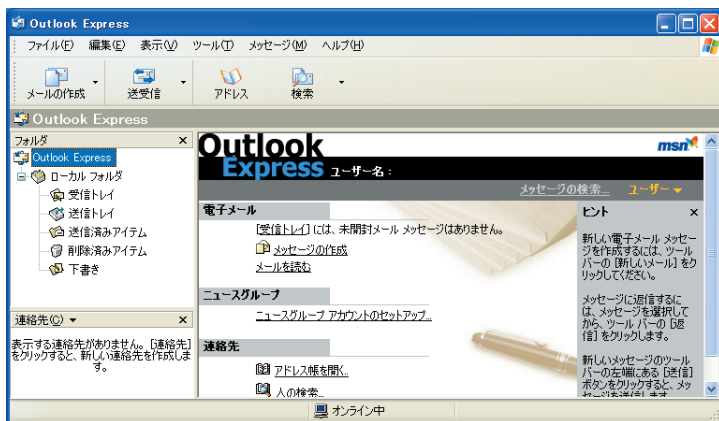 Outlook Express
ファイル(F) 編集(E) 表示(V) ツール(T) メッセージ(M) ヘルプ(H)
メールの作成 送受信 アドレス 検索
Outlook Express
フォルダ ×
Outlook Express
ローカル フォルダ
受信トレイ
送信トレイ
送信済みアイテム
削除済みアイテム
下書き
連絡先(C) ×
表示する連絡先がありません。[連絡先]
をクリックすると、新しい連絡先を作成しま
す。
Outlook
Express ユーザー名 :
msn
メッセージの検索... ユーザー
電子メール
[受信トレイ] には、未開封メール メッセージはありません。
メッセージの作成
メールを読む
ニュースグループ
ニュースグループ アカウントのセットアップ...
連絡先
アドレス帳を開く...
人の検索...
ヒント ×
新しい電子メール メッセー
ジを作成するには、ツール
バーの [新しいメール] をク
リックしてください。
メッセージに返信するに
は、メッセージを選択して
から、ツール バーの [返
信] をクリックします。
新しいメッセージのツール
バーの左端にある [送信]
ボタンをクリックすると、メッ
セージを送信します
オンライン中